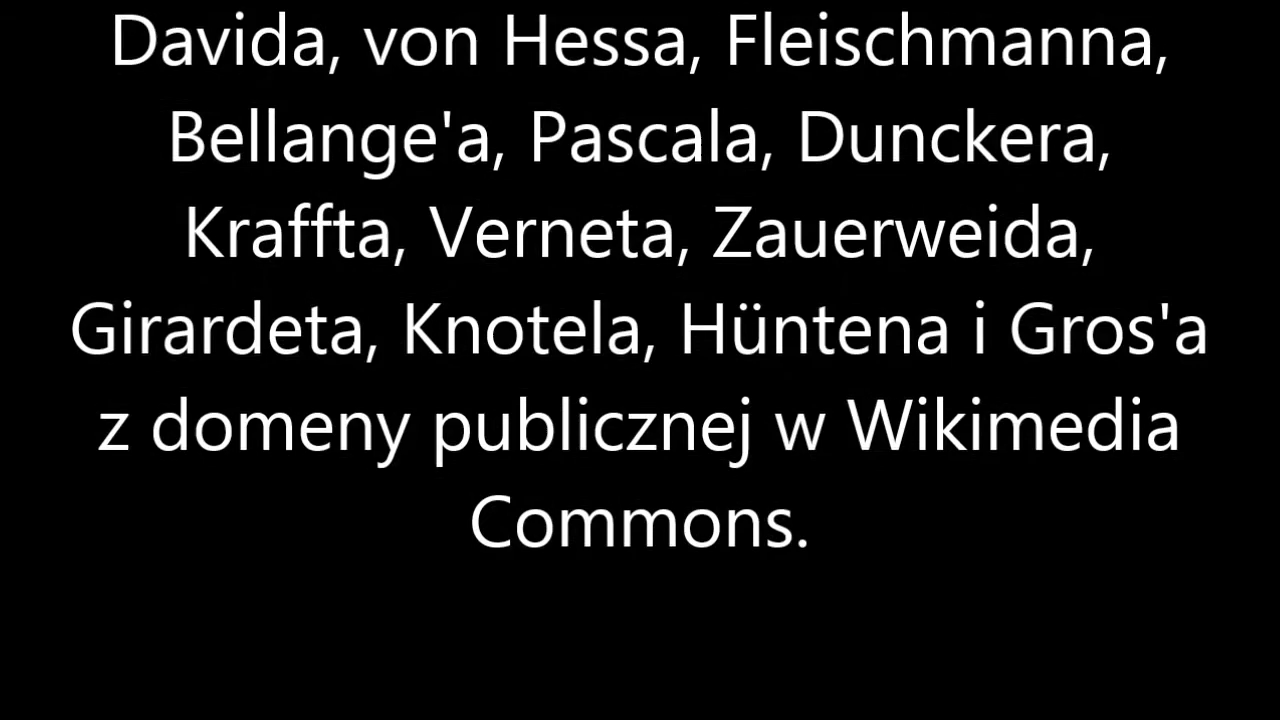 Davida, von Hessa, Fleischmanna,
Bellange'a, Pascala, Dunckera,
Kraffta, Verneta, Zauerweida,
Girardeta, Knotela, Hüntena i Gros'a
z domeny publicznej w Wikimedia
Commons.